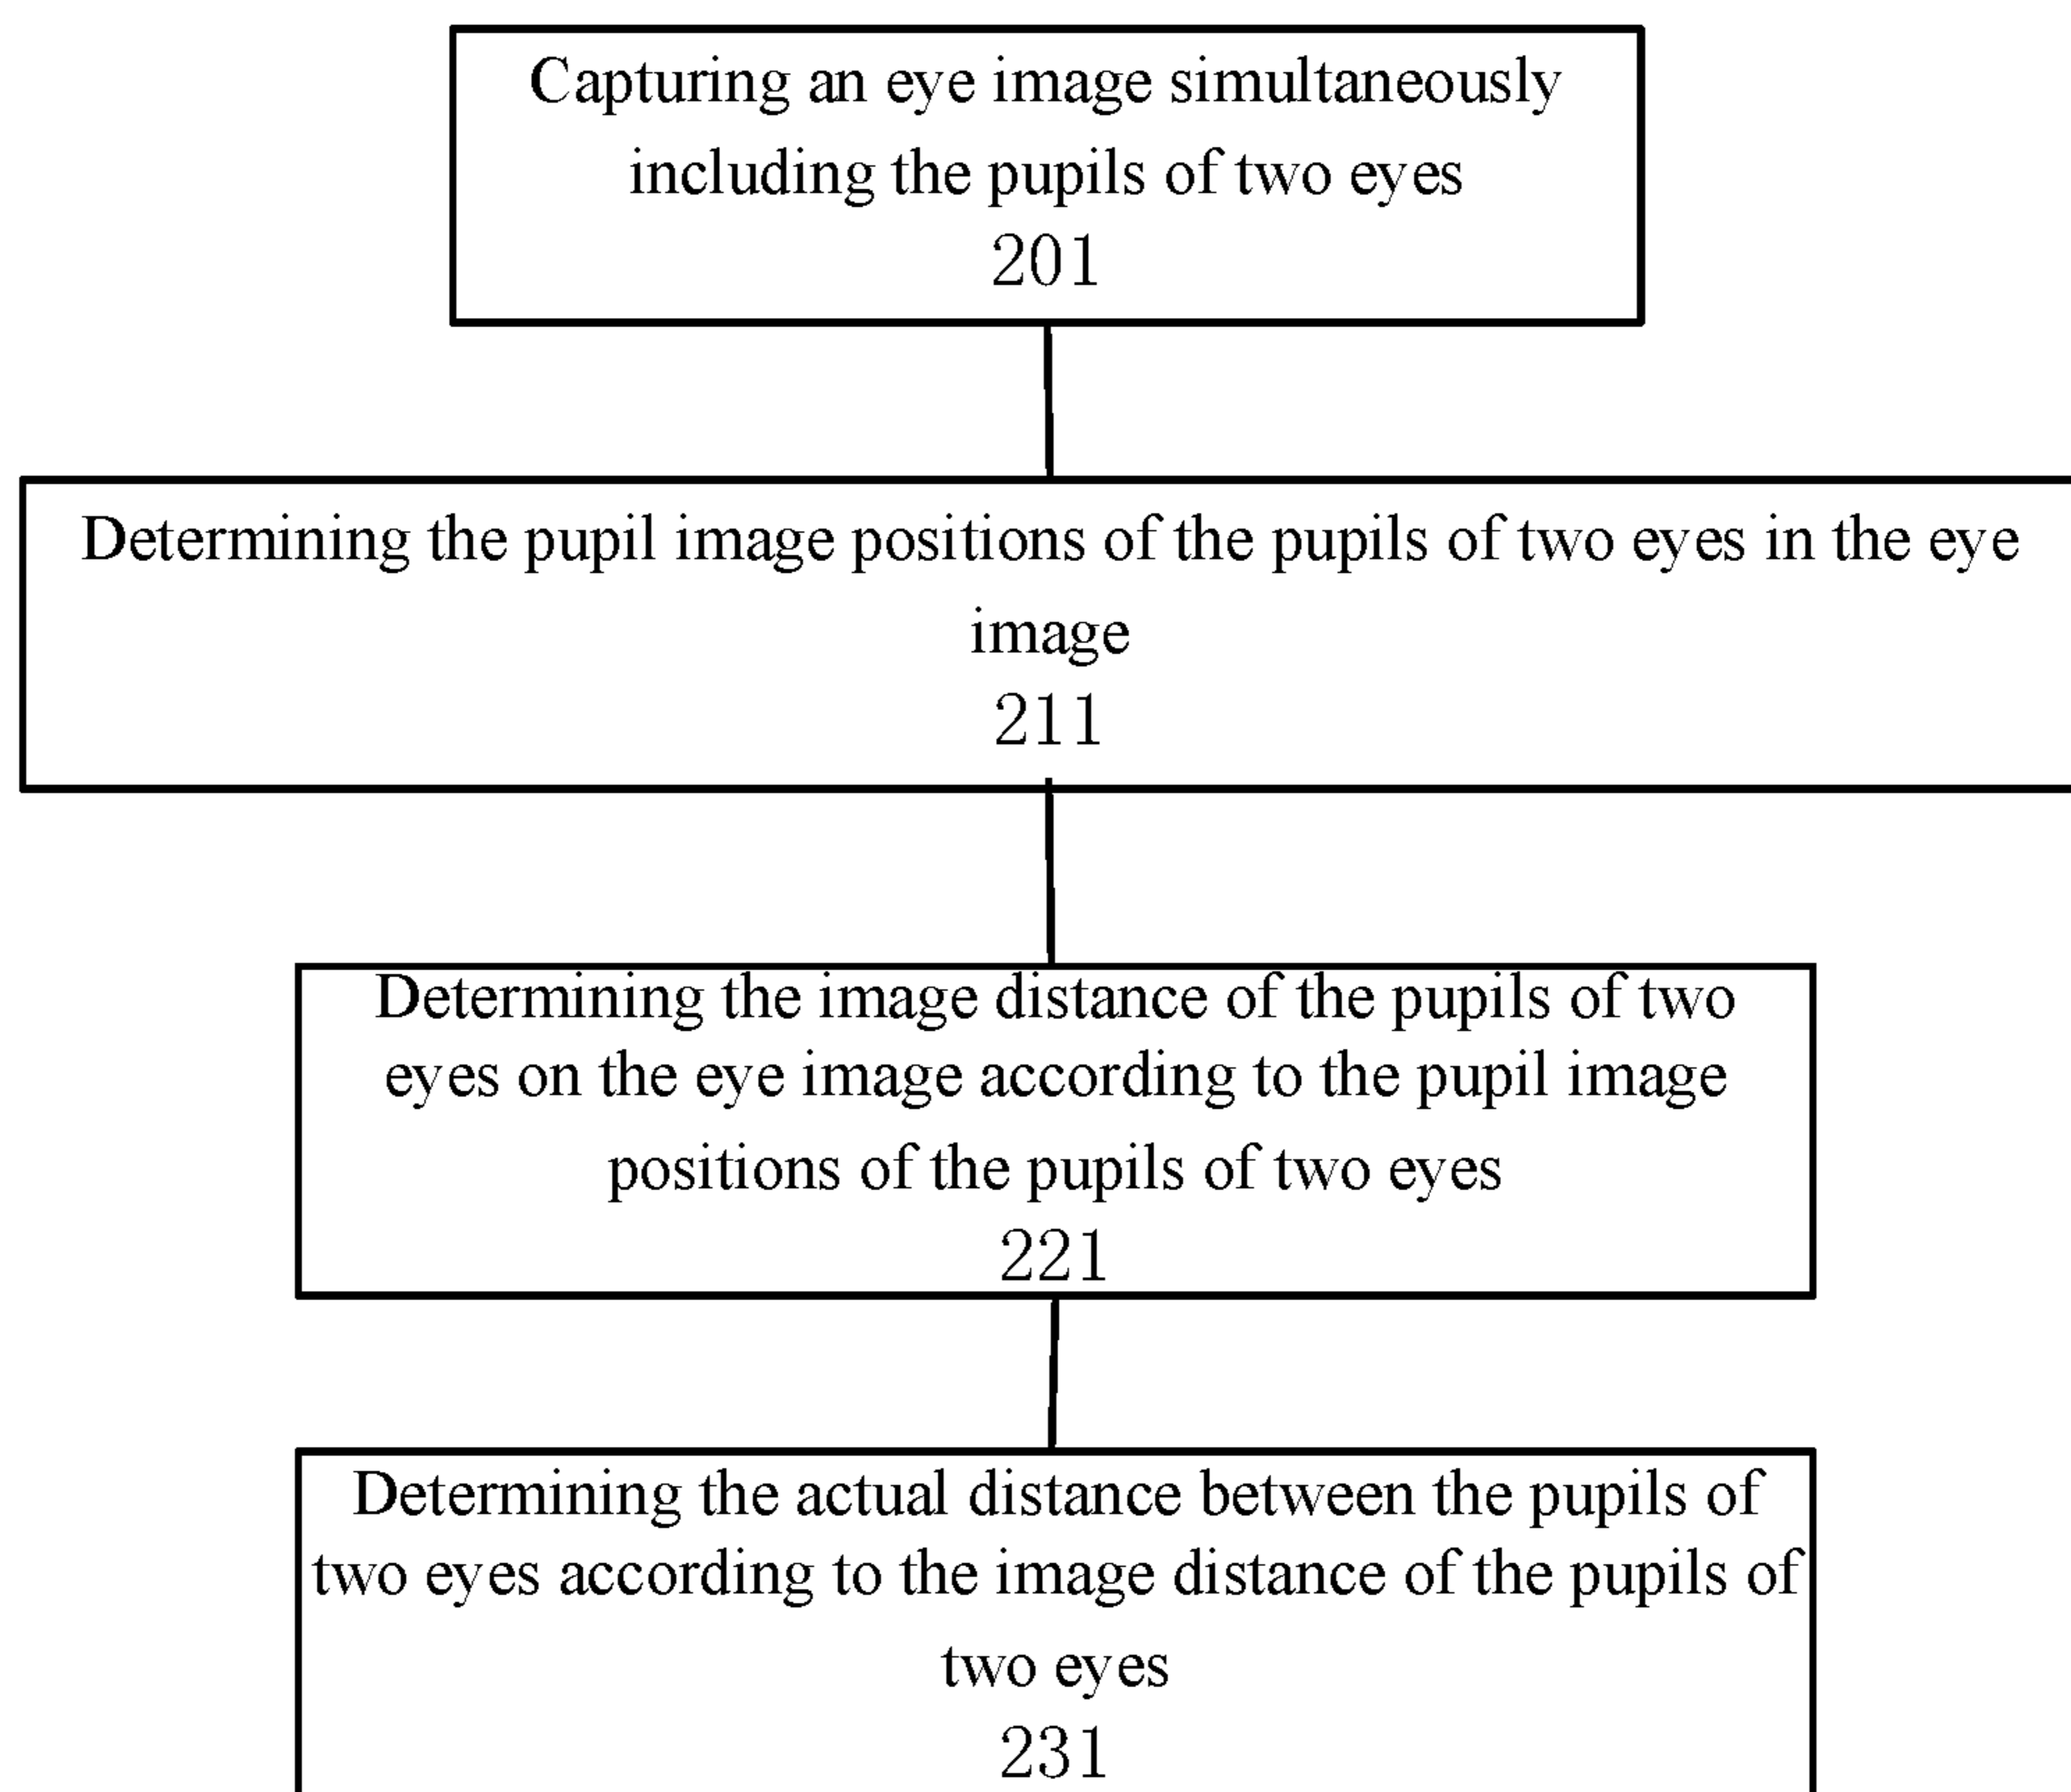 Capturing an eye image simultaneously
including the pupils of two eyes
201
Determining the pupil image positions of the pupils of two eyes in the eye
image
211
Determining the image distance of the pupils of two
eyes on the eye image according to the pupil image
positions of the pupils of two eyes
221
Determining the actual distance between the pupils of
two eyes according to the image distance of the pupils of
two eyes
231